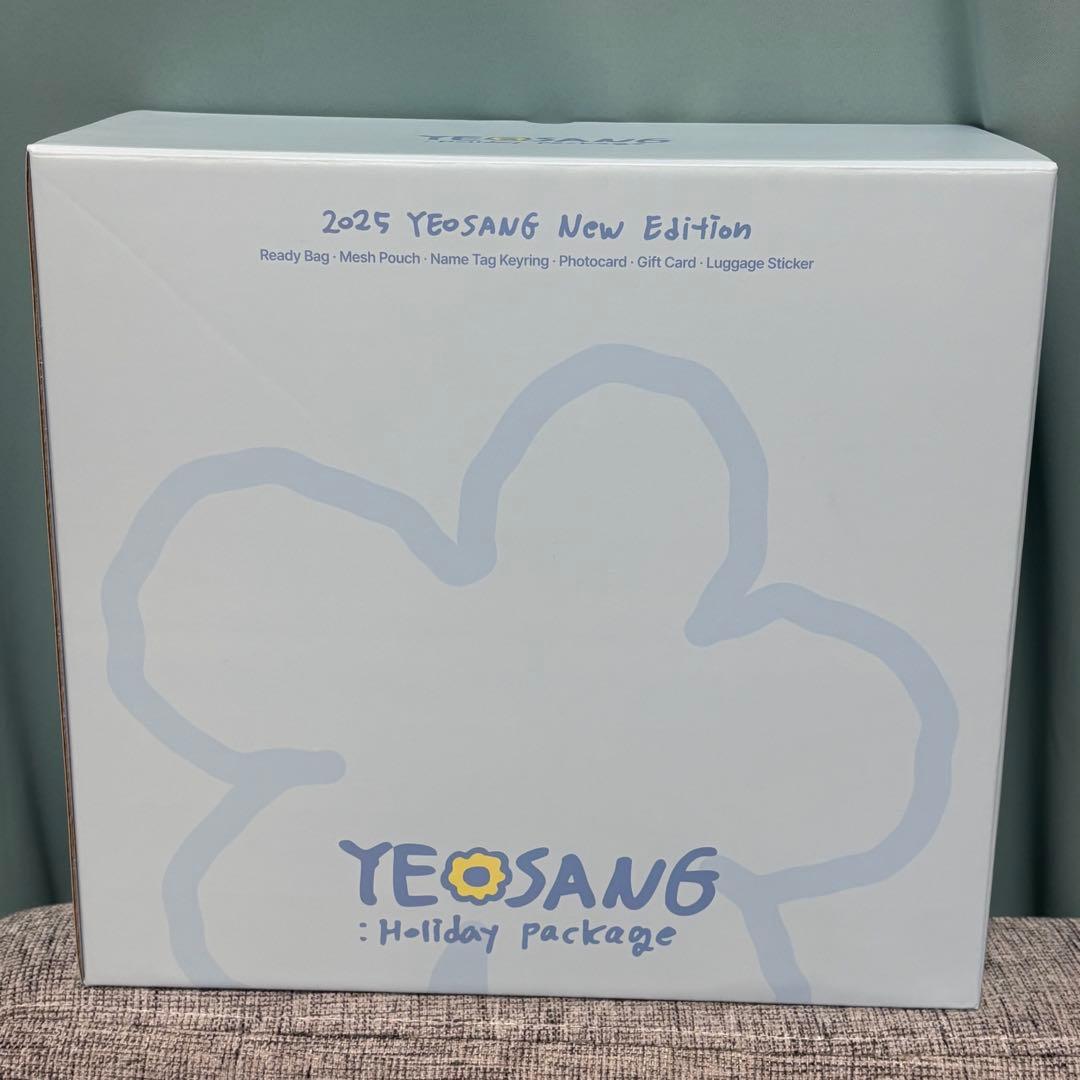 YEOSANG
2025 YEOSANG New Edition
Ready Bag · Mesh Pouch · Name Tag Keyring · Photocard · Gift Card · Luggage Sticker
YEOSANG
: Holiday package